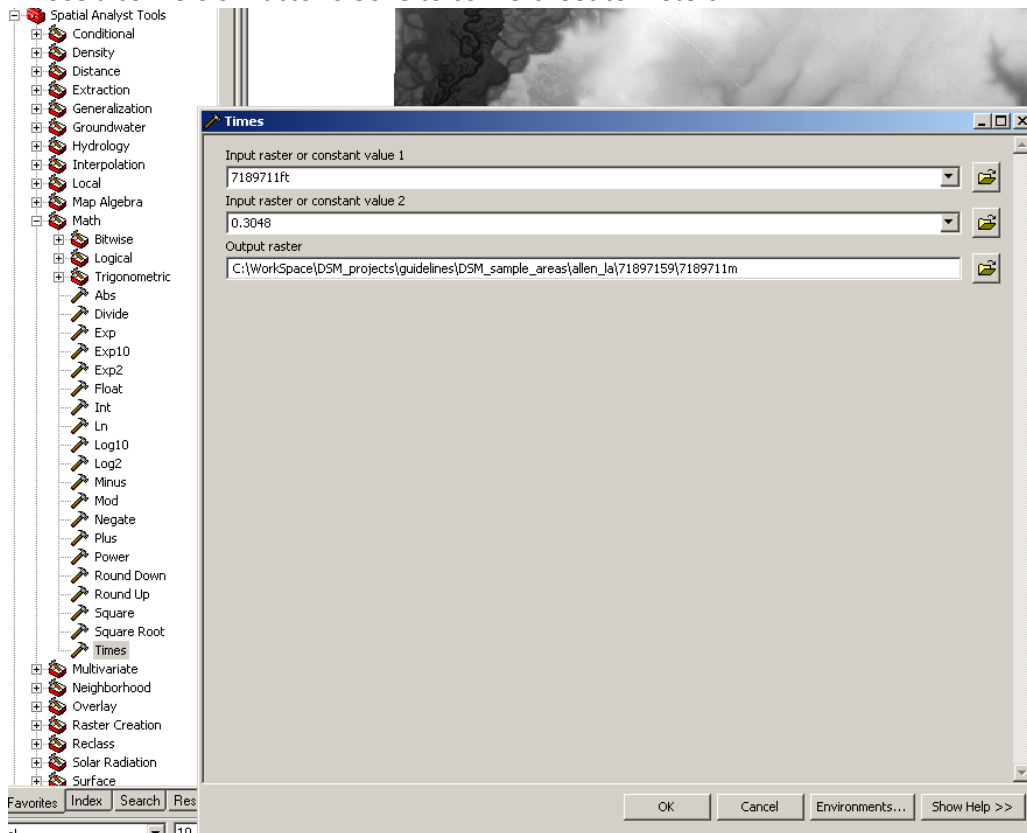 Spatial Analyst Tools
Conditional
Density
Distance
Extraction
Generalization
Groundwater
Hydrology
Interpolation
Local
Map Algebra
Math
Bitwise
Logical
Trigonometric
Abs
Divide
Exp
Exp10
Exp2
Float
Int
Ln
Log10
Log2
Minus
Mod
Negate
Plus
Power
Round Down
Round Up
Square
Square Root
Times
Multivariate
Neighborhood
Overlay
Raster Creation
Reclass
Solar Radiation
Surface
Favorites Index Search Res
Times
Input raster or constant value 1
7189711ft
Input raster or constant value 2
0.3048
Output raster
C:\WorkSpace\DSM_projects\guidelines\DSM_sample_areas\allen_la\71897159\7189711m
OK Cancel Environments... Show Help >>